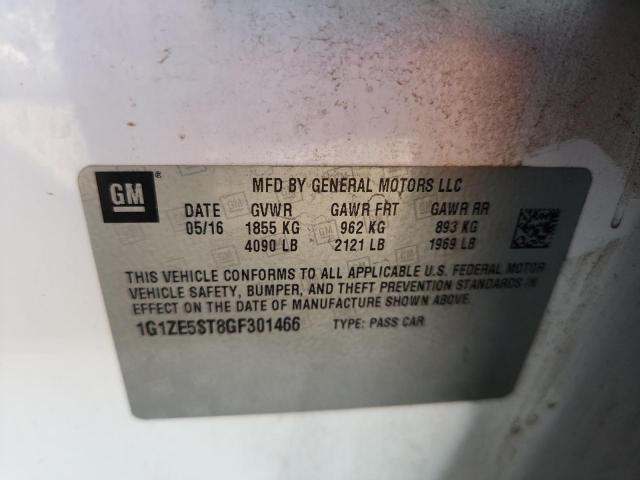 GM
MFD BY GENERAL MOTORS LLC
DATE GVWR GAWR FRT GAWR RR
05/16 1855 KG 962 KG 893 KG
4090 LB 2121 LB 1969 LB
THIS VEHICLE CONFORMS TO ALL APPLICABLE U.S. FEDERAL MOTOR
VEHICLE SAFETY, BUMPER, AND THEFT PREVENTION STANDARDS IN
EFFECT ON THE DATE OF MANUFACTURE SHOWN ABOVE.
1G1ZE5ST8GF301466 TYPE: PASS CAR